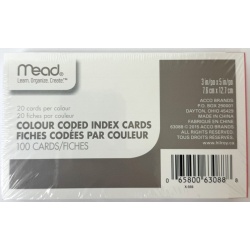 Mead
Learn. Organize. Create.
20 cards per colour
20 fiches par couleur
COLOUR CODED INDEX CARDS
FICHES CODÉES PAR COULEUR
100 CARDS/FICHES
3 in/po x 5 in/po
7.6 cm x 12.7 cm
ACCO BRANDS
DAYTON, OHIO 45439
MADE IN CHINA
FABRIQUÉ EN CHINE
ACCO BRANDS
ALL RIGHTS RESERVED
TOUS DROITS RÉSERVÉS
0 65800 63088